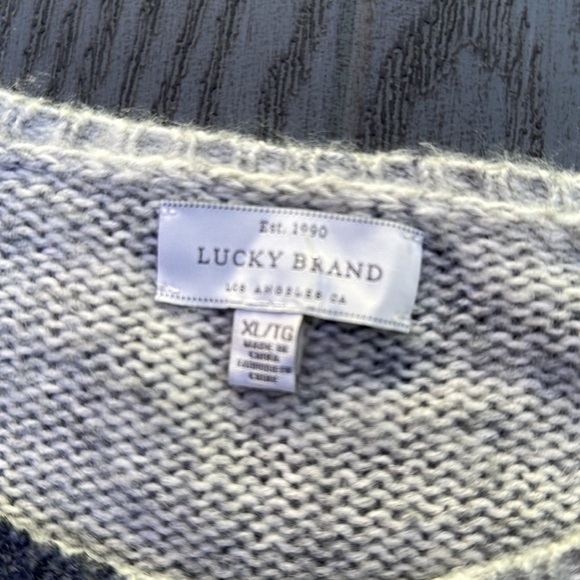 Est. 1990
LUCKY BRAND
LOS ANGELES CA
XL/TG
MADE IN
CHINA